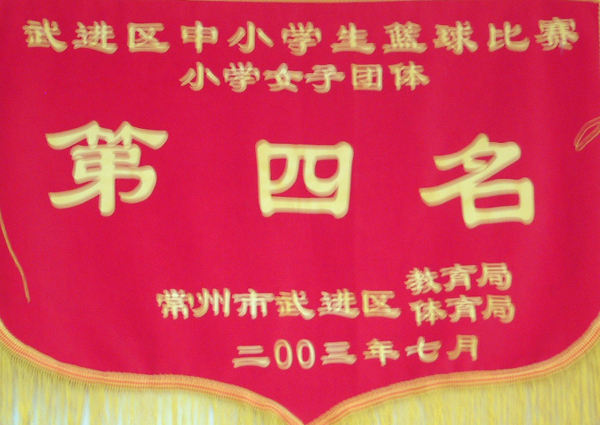 武进区中小学生篮球比赛
小学女子团体
第四名
常州市武进区教育局
体育局
二00三年七月